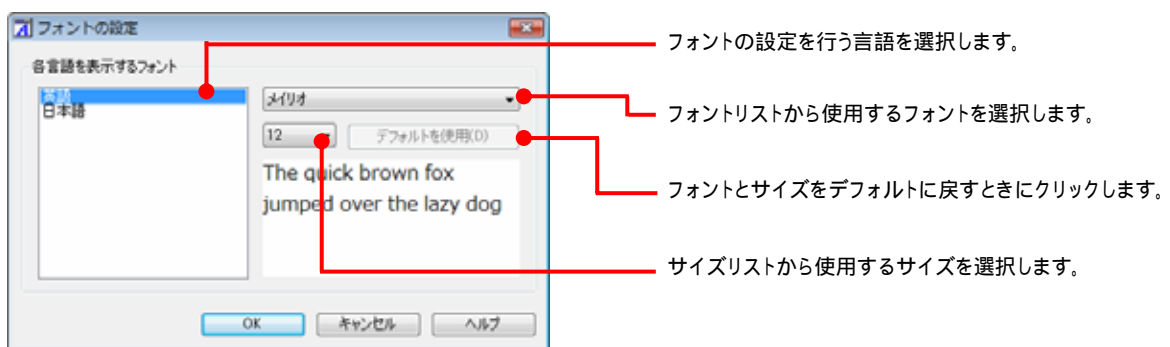 フォントの設定
各言語を表示するフォント
英語
日本語
メイリオ
12
デフォルトを使用(D)
The quick brown fox
jumped over the lazy dog
OK
キャンセル
ヘルプ
フォントの設定を行う言語を選択します。
フォントリストから使用するフォントを選択します。
フォントとサイズをデフォルトに戻すときにクリックします。
サイズリストから使用するサイズを選択します。